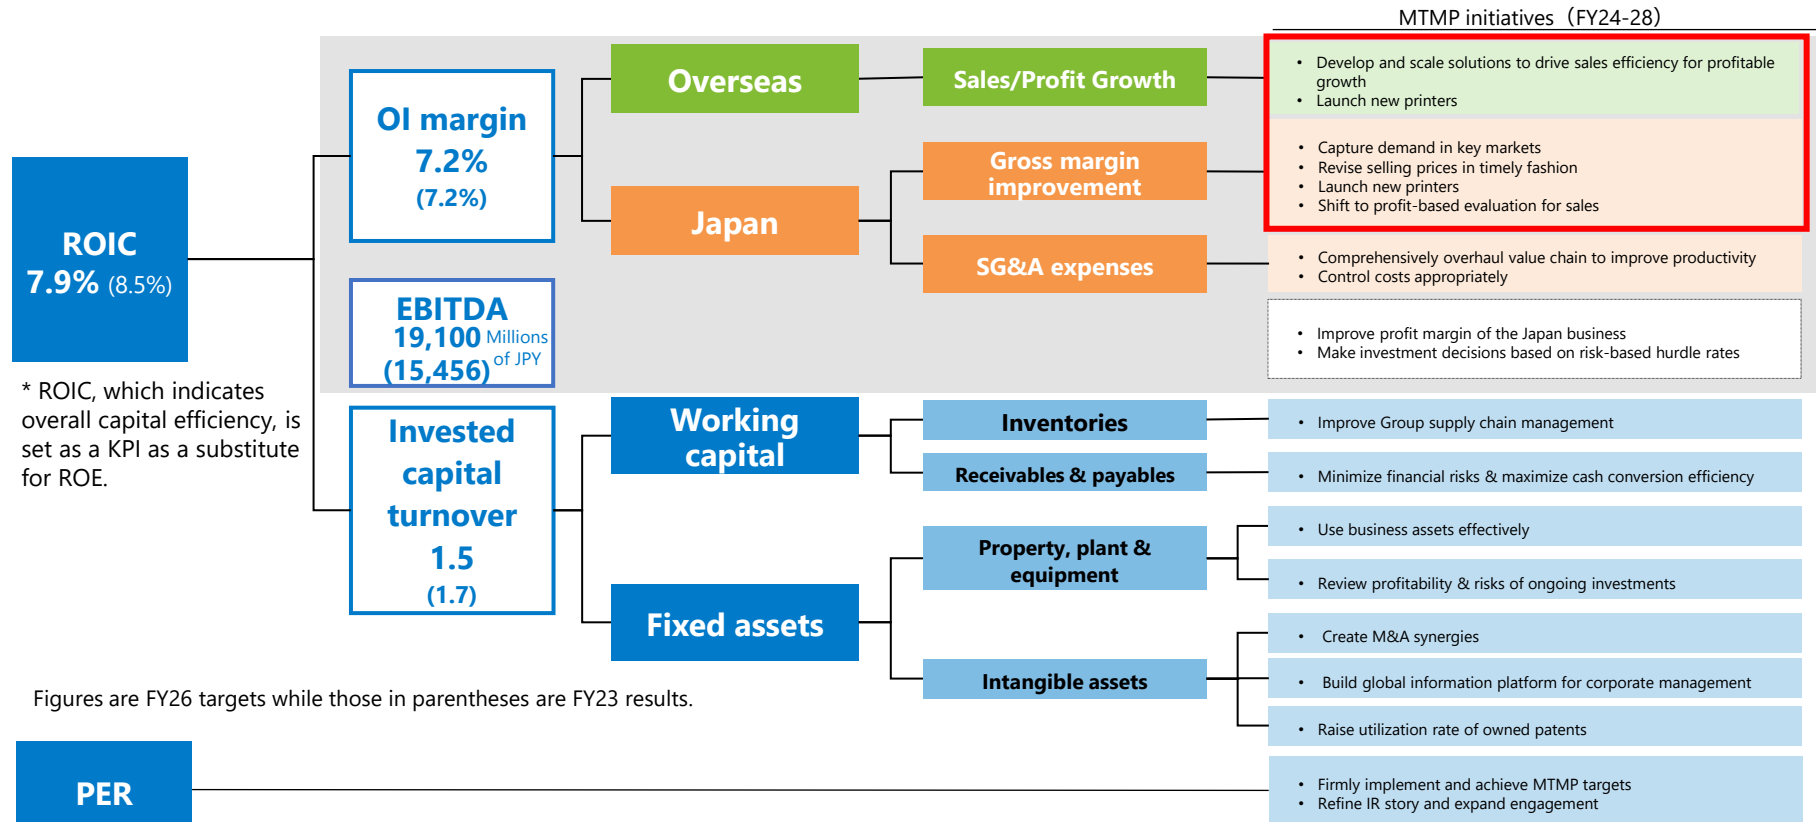 MTMP initiatives（FY24-28）
ROIC
7.9% (8.5%)
* ROIC, which indicates
overall capital efficiency, is
set as a KPI as a substitute
for ROE.
OI margin
7.2%
(7.2%)
EBITDA
19,100 Millions
(15,456) of JPY
Invested
capital
turnover
1.5
(1.7)
Overseas
Japan
Working
capital
Fixed assets
Sales/Profit Growth
Gross margin
improvement
SG&A expenses
Inventories
Receivables & payables
Property, plant &
equipment
Intangible assets
• Develop and scale solutions to drive sales efficiency for profitable
growth
• Launch new printers
• Capture demand in key markets
• Revise selling prices in timely fashion
• Launch new printers
• Shift to profit-based evaluation for sales
• Comprehensively overhaul value chain to improve productivity
• Control costs appropriately
• Improve profit margin of the Japan business
• Make investment decisions based on risk-based hurdle rates
• Improve Group supply chain management
• Minimize financial risks & maximize cash conversion efficiency
• Use business assets effectively
• Review profitability & risks of ongoing investments
• Create M&A synergies
• Build global information platform for corporate management
• Raise utilization rate of owned patents
Figures are FY26 targets while those in parentheses are FY23 results.
PER
• Firmly implement and achieve MTMP targets
• Refine IR story and expand engagement